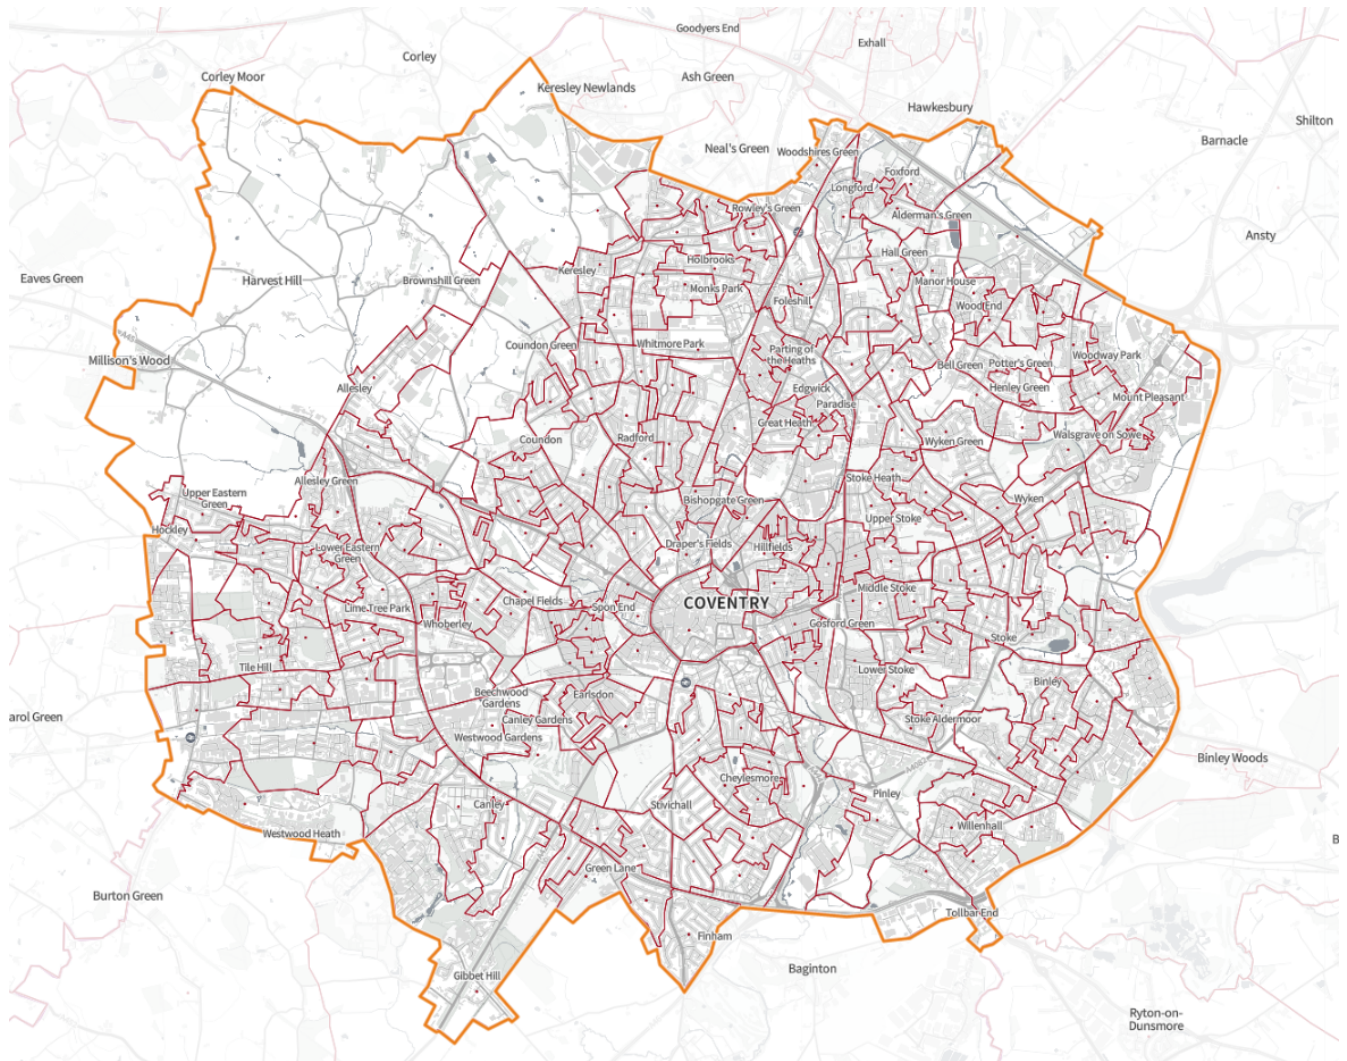 Goodyers End
Exhall
Corley
Corley Moor
Ash Green
Keresley Newlands
Hawkesbury
Shilton
Barnacle
Neal's Green
Woodshires Green
Foxford
Longford
Rowley's Green
Alderman's Green
Ansty
Hall Green
Holbrooks
Keresley
Eaves Green
Harvest Hill
Brownshill Green
Manor House
Monks Park
Foleshill
Wood End
Millison's Wood
Coundon Green
Whitmore Park
Parting of
the Heaths
Woodway Park
Bell Green
Potter's Green
Allesley
Edgwick
Henley Green
Mount Pleasant
Paradise
Great Heath
Coundon
Radford
Wyken Green
Walsgrave on Sowe
Allesley Green
Stoke Heath
Upper Eastern
Green
Bishopgate Green
Wyken
Hockley
Upper Stoke
Lower Eastern
Green
Draper's Fields
Hillfields
Middle Stoke
Chapel Fields
Spon End
COVENTRY
Lime Tree Park
Whoberley
Gosford Green
Stoke
Tile Hill
Lower Stoke
Binley
Beechwood
Gardens
Earlsdon
arol Green
Canley Gardens
Stoke Aldermoor
Westwood Gardens
Binley Woods
Cheylesmore
Pinley
Canley
Stivichall
Westwood Heath
Willenhall
B
Green Lane
Burton Green
Tollbar End
Finham
Baginton
Gibbet Hill
Ryton-on-
Dunsmore